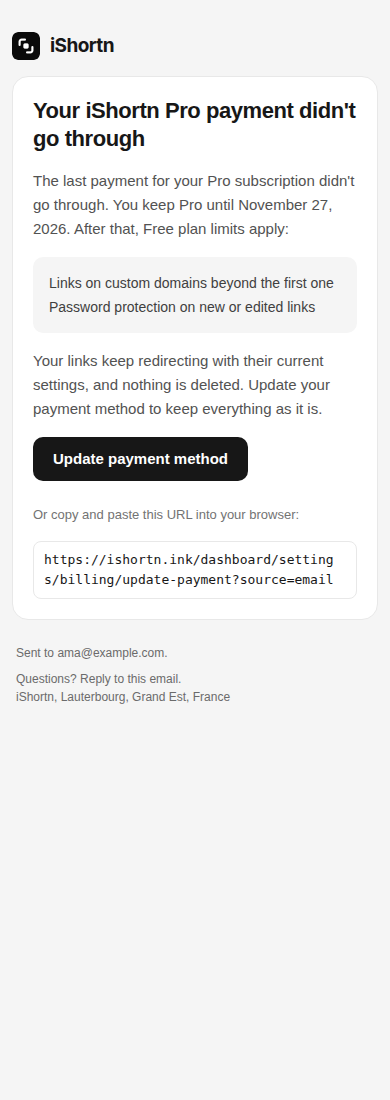 iShortn
Your iShortn Pro payment didn't
go through
The last payment for your Pro subscription didn't
go through. You keep Pro until November 27,
2026. After that, Free plan limits apply:
Links on custom domains beyond the first one
Password protection on new or edited links
Your links keep redirecting with their current
settings, and nothing is deleted. Update your
payment method to keep everything as it is.
Update payment method
Or copy and paste this URL into your browser:
https://ishortn.ink/dashboard/setting
s/billing/update-payment?source=email
Sent to ama@example.com.
Questions? Reply to this email.
iShortn, Lauterbourg, Grand Est, France